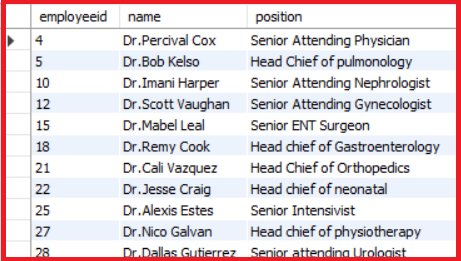 employeeid name position
4 Dr.Percival Cox Senior Attending Physician
5 Dr.Bob Kelso Head Chief of pulmonology
10 Dr.Imani Harper Senior Attending Nephrologist
12 Dr.Scott Vaughan Senior Attending Gynecologist
15 Dr.Mabel Leal Senior ENT Surgeon
18 Dr.Remy Cook Head chief of Gastroenterology
21 Dr.Cali Vazquez Head Chief of Orthopedics
22 Dr.Jesse Craig Head chief of neonatal
25 Dr.Alexis Estes Senior Intensivist
27 Dr.Nico Galvan Head chief of physiotherapy
28 Dr.Dallas Gutierrez Senior attending Urologist